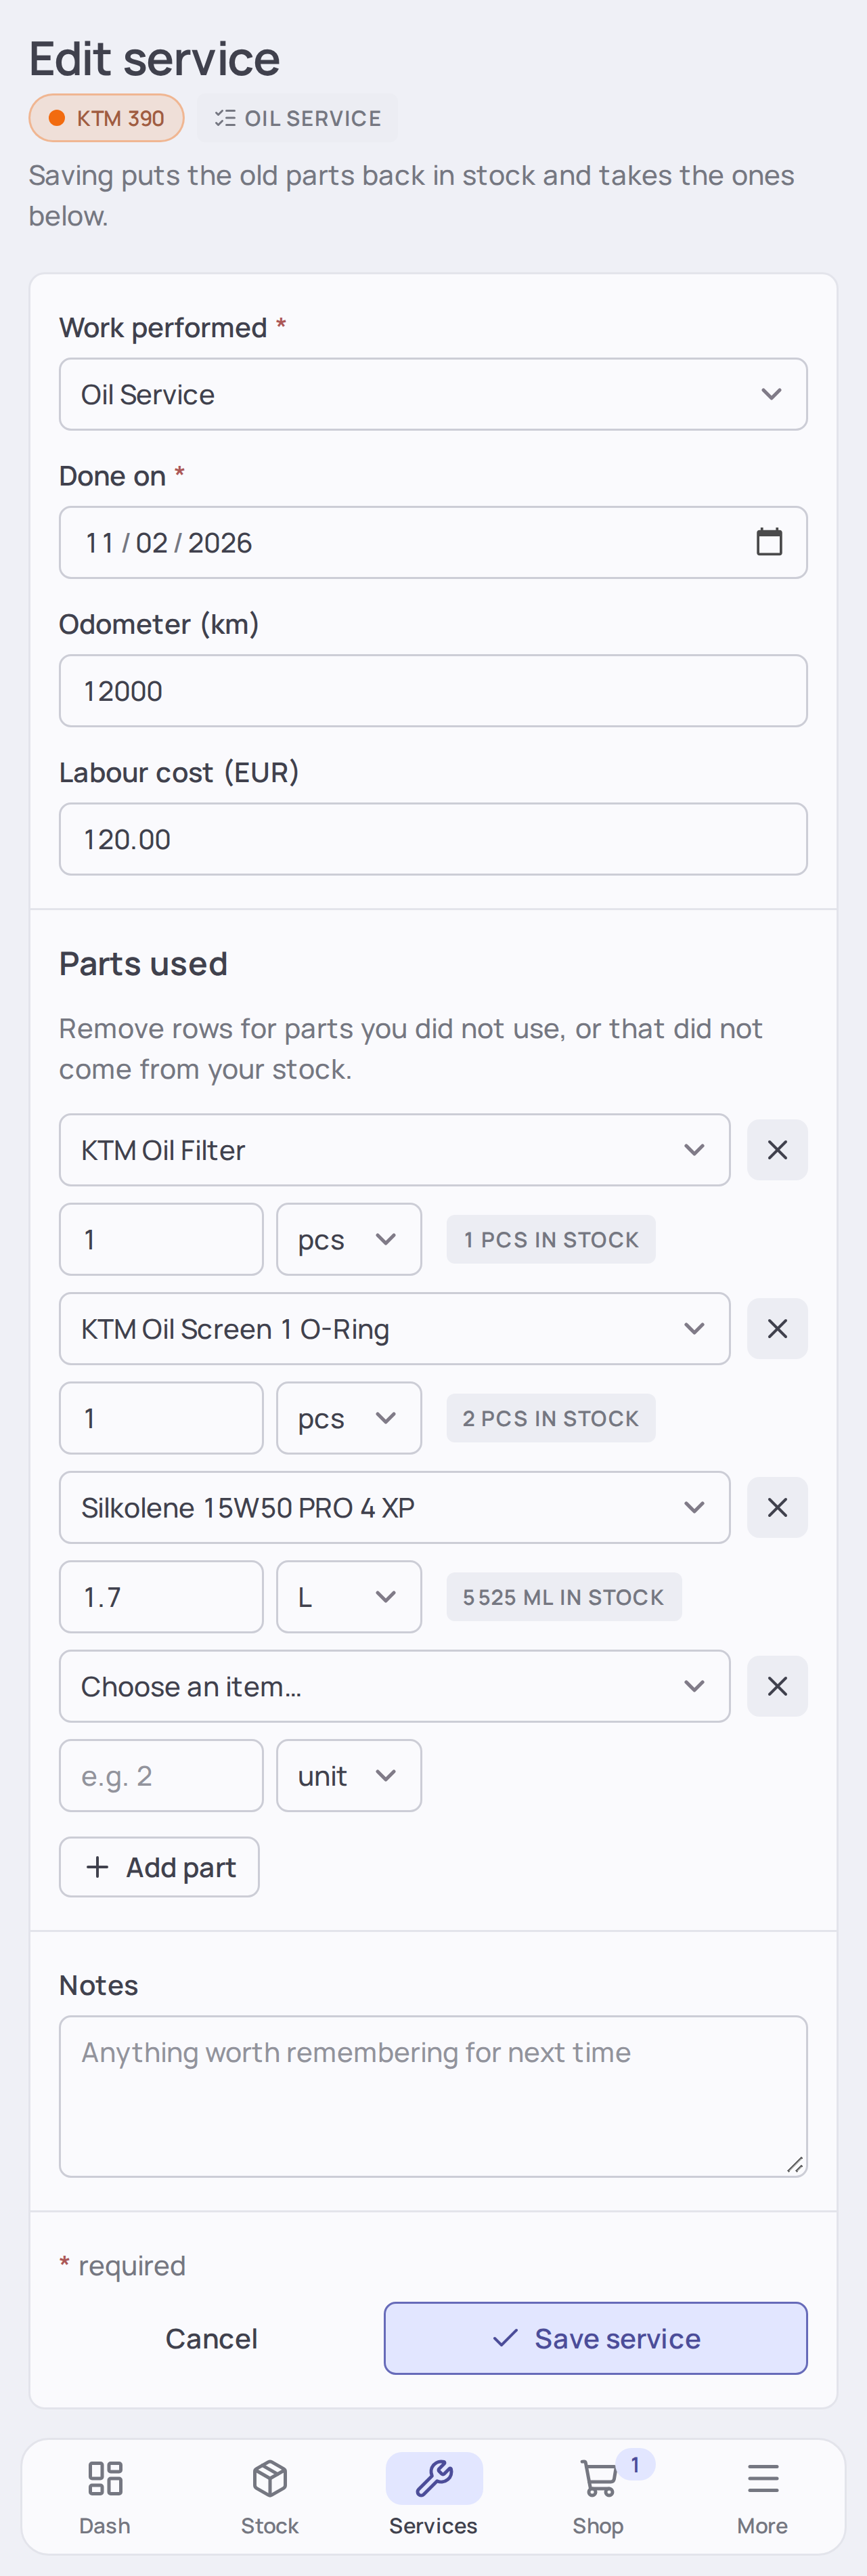 Edit service
KTM 390
OIL SERVICE
Saving puts the old parts back in stock and takes the ones
below.
Work performed *
Oil Service
Done on *
11/02/2026
Odometer (km)
12000
Labour cost (EUR)
120.00
Parts used
Remove rows for parts you did not use, or that did not
come from your stock.
KTM Oil Filter
1 pcs 1 PCS IN STOCK
KTM Oil Screen 1 O-Ring
1 pcs 2 PCS IN STOCK
Silkolene 15W50 PRO 4 XP
1.7 L 5 525 ML IN STOCK
Choose an item…
e.g. 2 unit
Add part
Notes
Anything worth remembering for next time
* required
Cancel Save service
1
Dash Stock Services Shop More